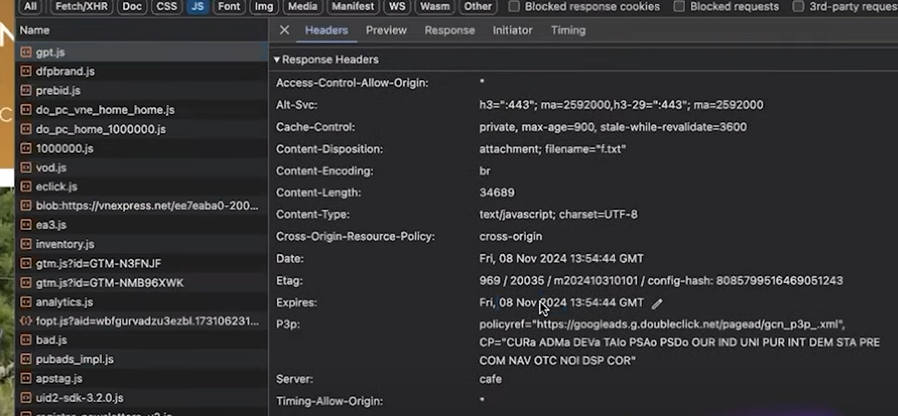 All Fetch/XHR Doc CSS JS Font Img Media Manifest WS Wasm Other Blocked response cookies Blocked requests 3rd-party
Name
Headers Preview Response Initiator Timing
gpt.js
dfpbrand.js
prebid.js
do_pc_vne_home_home.js
do_pc_home_1000000.js
1000000.js
vod.js
eclick.js
blob:https://vnexpress.net/ee7eaba0-200...
ea3.js
inventory.js
gtm.js?id=GTM-N3FNJF
gtm.js?id=GTM-NMB96XWK
analytics.js
fopt.js?aid=wbfgurvadzu3ezbl.173106231...
bad.js
pubads_impl.js
apstag.js
uid2-sdk-3.2.0.js
Response Headers
Access-Control-Allow-Origin: *
Alt-Svc: h3=":443"; ma=2592000,h3-29=":443"; ma=2592000
Cache-Control: private, max-age=900, stale-while-revalidate=3600
Content-Disposition: attachment; filename="f.txt"
Content-Encoding: br
Content-Length: 34689
Content-Type: text/javascript; charset=UTF-8
Cross-Origin-Resource-Policy: cross-origin
Date: Fri, 08 Nov 2024 13:54:44 GMT
Etag: 969 / 20035 / m202410310101 / config-hash: 8085799516469051243
Expires: Fri, 08 Nov 2024 13:54:44 GMT
P3p: policyref="https://googleads.g.doubleclick.net/pagead/gcn_p3p_.xml",
CP="CURa ADMa DEVa TAIo PSAo PSDo OUR IND UNI PUR INT DEM STA PRE
COM NAV OTC NOI DSP COR"
Server: cafe
Timing-Allow-Origin: *